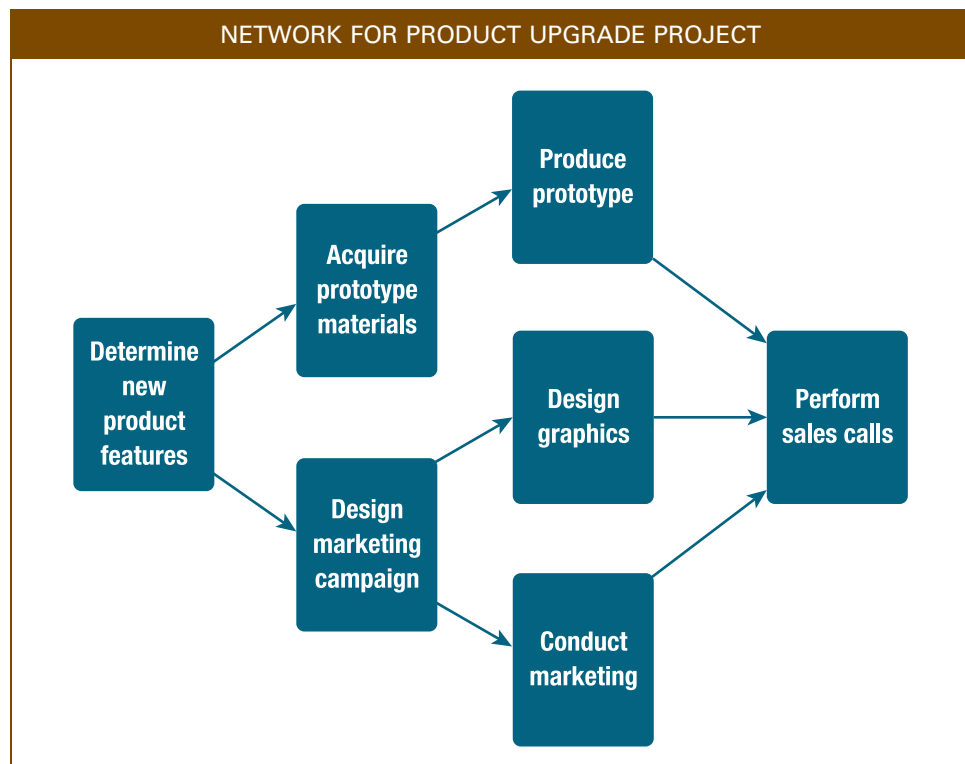 NETWORK FOR PRODUCT UPGRADE PROJECT
Produce
prototype
Acquire
prototype
materials
Determine
new
product
features
Design
graphics
Perform
sales calls
Design
marketing
campaign
Conduct
marketing